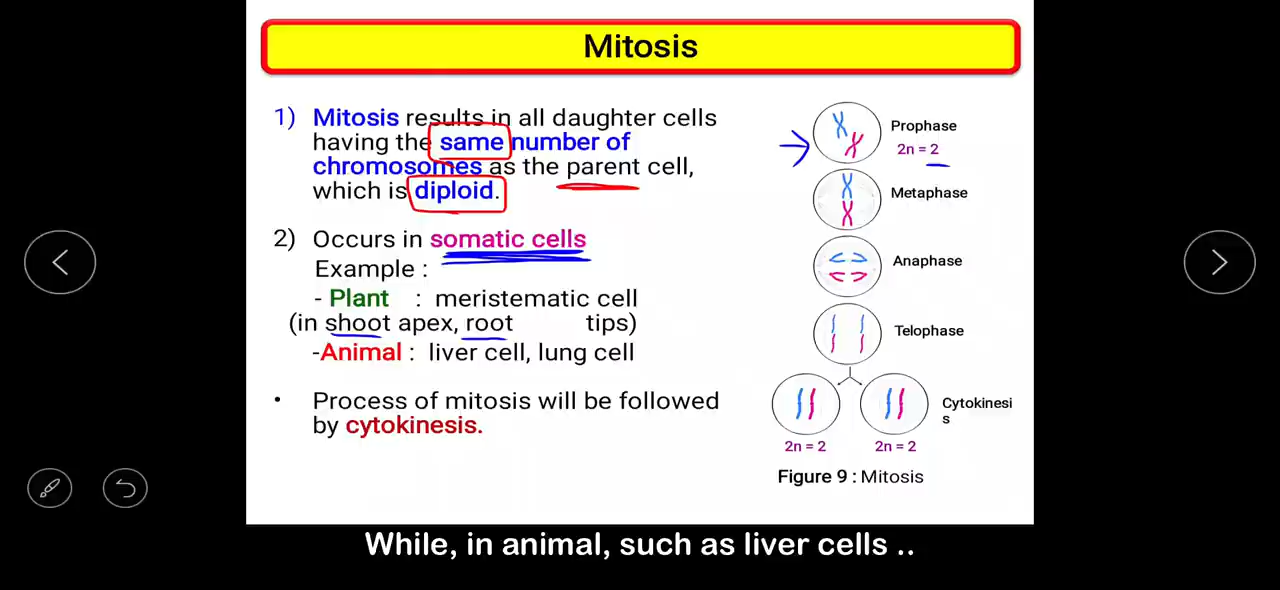 Mitosis
1) Mitosis results in all daughter cells
having the same number of
chromosomes as the parent cell,
which is diploid.
2) Occurs in somatic cells
Example :
- Plant : meristematic cell
(in shoot apex, root tips)
-Animal : liver cell, lung cell
• Process of mitosis will be followed
by cytokinesis.
Prophase
2n = 2
Metaphase
Anaphase
Telophase
Cytokinesi
s
2n = 2 2n = 2
Figure 9 : Mitosis
While, in animal, such as liver cells ..